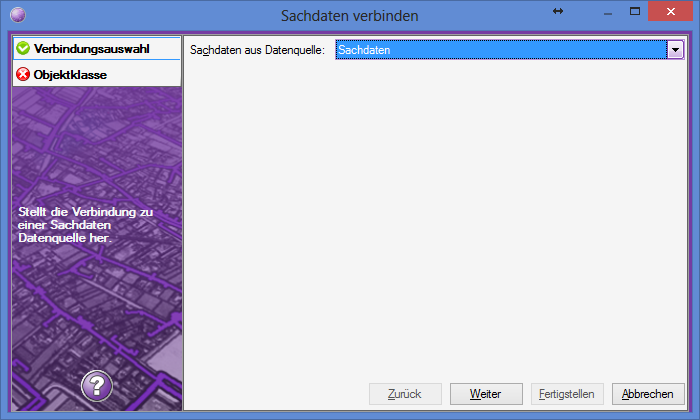 Sachdaten verbinden
Verbindungsauswahl
Objektklasse
Sachdaten aus Datenquelle:
Sachdaten
Stellt die Verbindung zu
einer Sachdaten
Datenquelle her.
?
Zurück
Weiter
Fertigstellen
Abbrechen